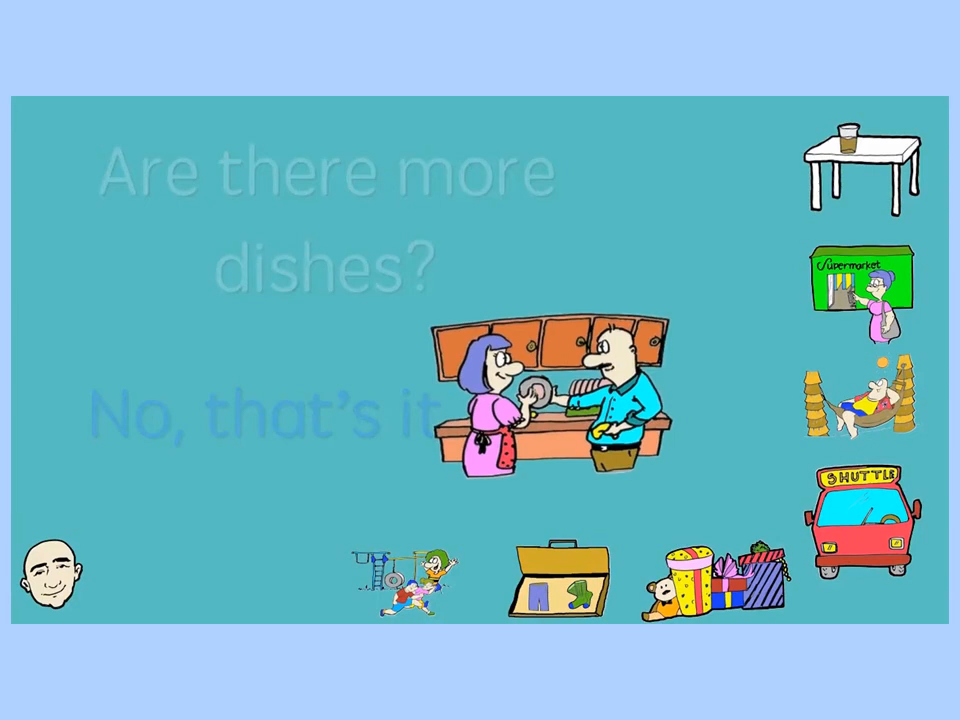 Are there more
dishes?
No, that's it
Supermarket
SHUTTLE